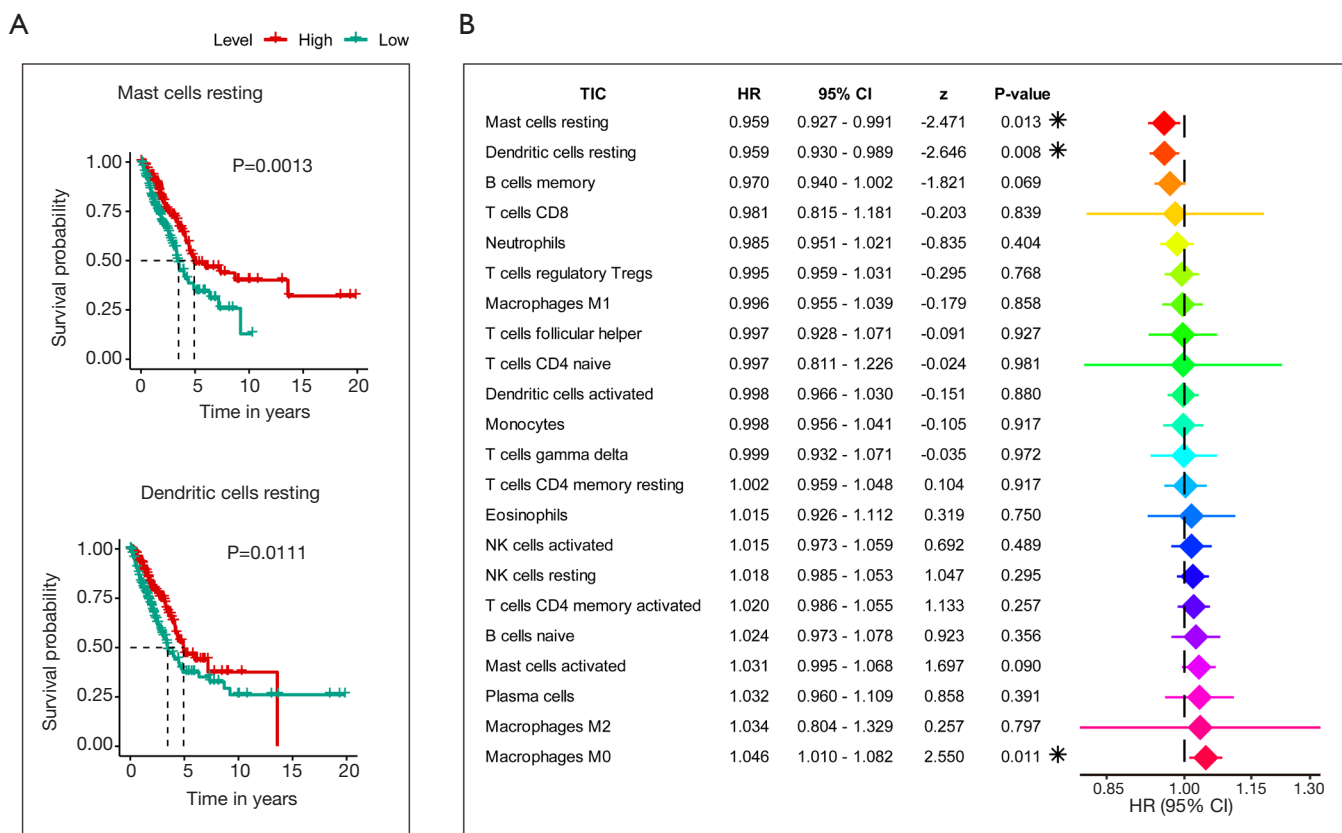 A
Level High Low
Mast cells resting
P=0.0013
Survival probability
1.00
0.75
0.50
0.25
0.00
0 5 10 15 20
Time in years
Dendritic cells resting
P=0.0111
Survival probability
1.00
0.75
0.50
0.25
0.00
0 5 10 15 20
Time in years
B
TIC HR 95% CI z P-value
Mast cells resting 0.959 0.927 - 0.991 -2.471 0.013 *
Dendritic cells resting 0.959 0.930 - 0.989 -2.646 0.008 *
B cells memory 0.970 0.940 - 1.002 -1.821 0.069
T cells CD8 0.981 0.815 - 1.181 -0.203 0.839
Neutrophils 0.985 0.951 - 1.021 -0.835 0.404
T cells regulatory Tregs 0.995 0.959 - 1.031 -0.295 0.768
Macrophages M1 0.996 0.955 - 1.039 -0.179 0.858
T cells follicular helper 0.997 0.928 - 1.071 -0.091 0.927
T cells CD4 naive 0.997 0.811 - 1.226 -0.024 0.981
Dendritic cells activated 0.998 0.966 - 1.030 -0.151 0.880
Monocytes 0.998 0.956 - 1.041 -0.105 0.917
T cells gamma delta 0.999 0.932 - 1.071 -0.035 0.972
T cells CD4 memory resting 1.002 0.959 - 1.048 0.104 0.917
Eosinophils 1.015 0.926 - 1.112 0.319 0.750
NK cells activated 1.015 0.973 - 1.059 0.692 0.489
NK cells resting 1.018 0.985 - 1.053 1.047 0.295
T cells CD4 memory activated 1.020 0.986 - 1.055 1.133 0.257
B cells naive 1.024 0.973 - 1.078 0.923 0.356
Mast cells activated 1.031 0.995 - 1.068 1.697 0.090
Plasma cells 1.032 0.960 - 1.109 0.858 0.391
Macrophages M2 1.034 0.804 - 1.329 0.257 0.797
Macrophages M0 1.046 1.010 - 1.082 2.550 0.011 *
0.85 1.00 1.15 1.30
HR (95% CI)